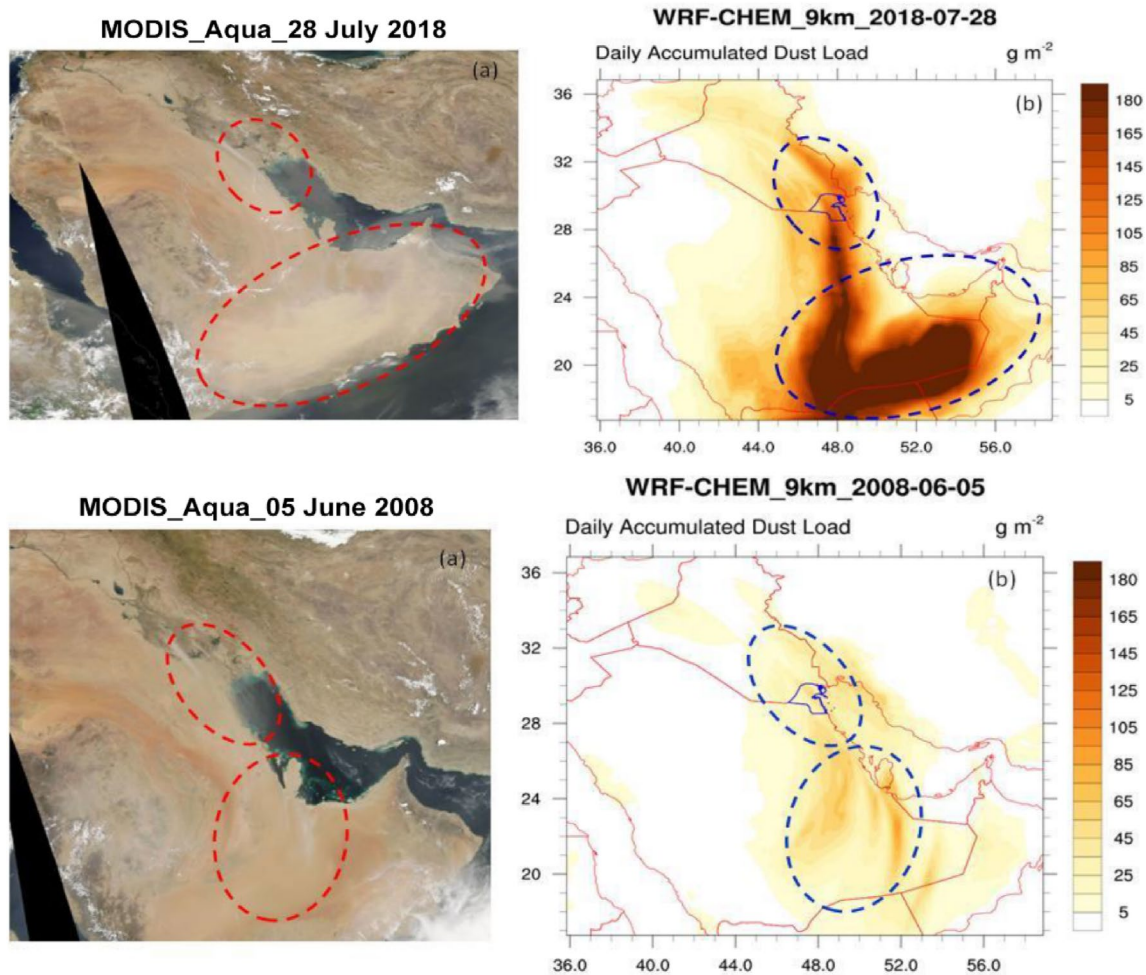 MODIS_Aqua_28 July 2018
(a)
WRF-CHEM_9km_2018-07-28
Daily Accumulated Dust Load g m-2
(b)
36
32
28
24
20
36.0 40.0 44.0 48.0 52.0 56.0
180
165
145
125
105
85
65
45
25
5
MODIS_Aqua_05 June 2008
(a)
WRF-CHEM_9km_2008-06-05
Daily Accumulated Dust Load g m-2
(b)
36
32
28
24
20
36.0 40.0 44.0 48.0 52.0 56.0
180
165
145
125
105
85
65
45
25
5